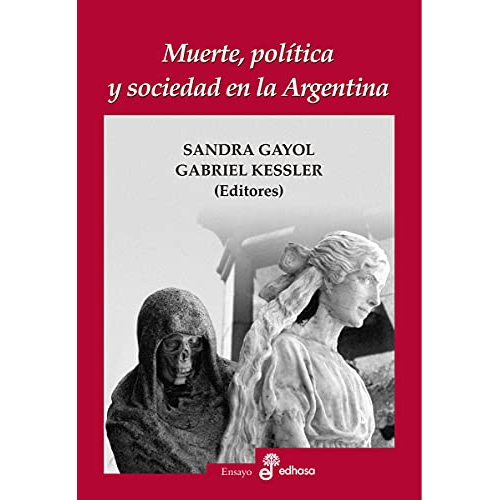 Muerte, política
y sociedad en la Argentina
SANDRA GAYOL
GABRIEL KESSLER
(Editores)
Ensayo edhasa